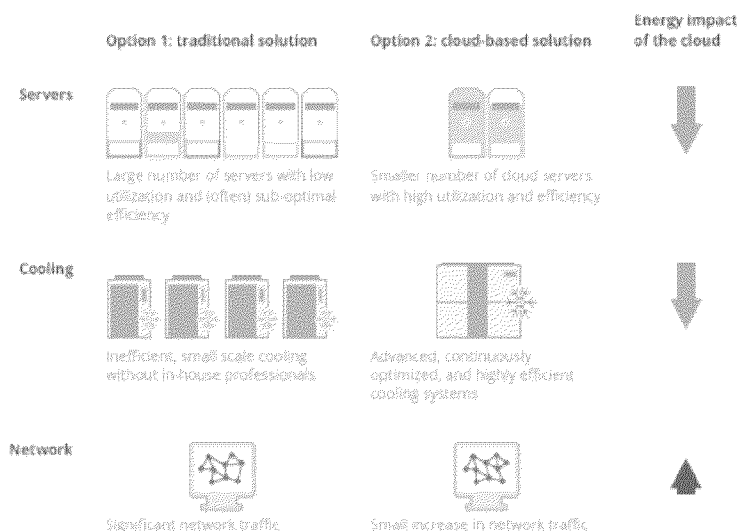 Energy impact
of the cloud
Option 1: traditional solution
Option 2: cloud-based solution
Servers
Large number of servers with low
utilization and (often) sub-optimal
efficiency
Smaller number of cloud servers
with high utilization and efficiency
Cooling
Inefficient, small scale cooling
without in-house professionals
Advanced, continuously
optimized, and highly efficient
cooling systems
Network
Significant network traffic
Small increase in network traffic